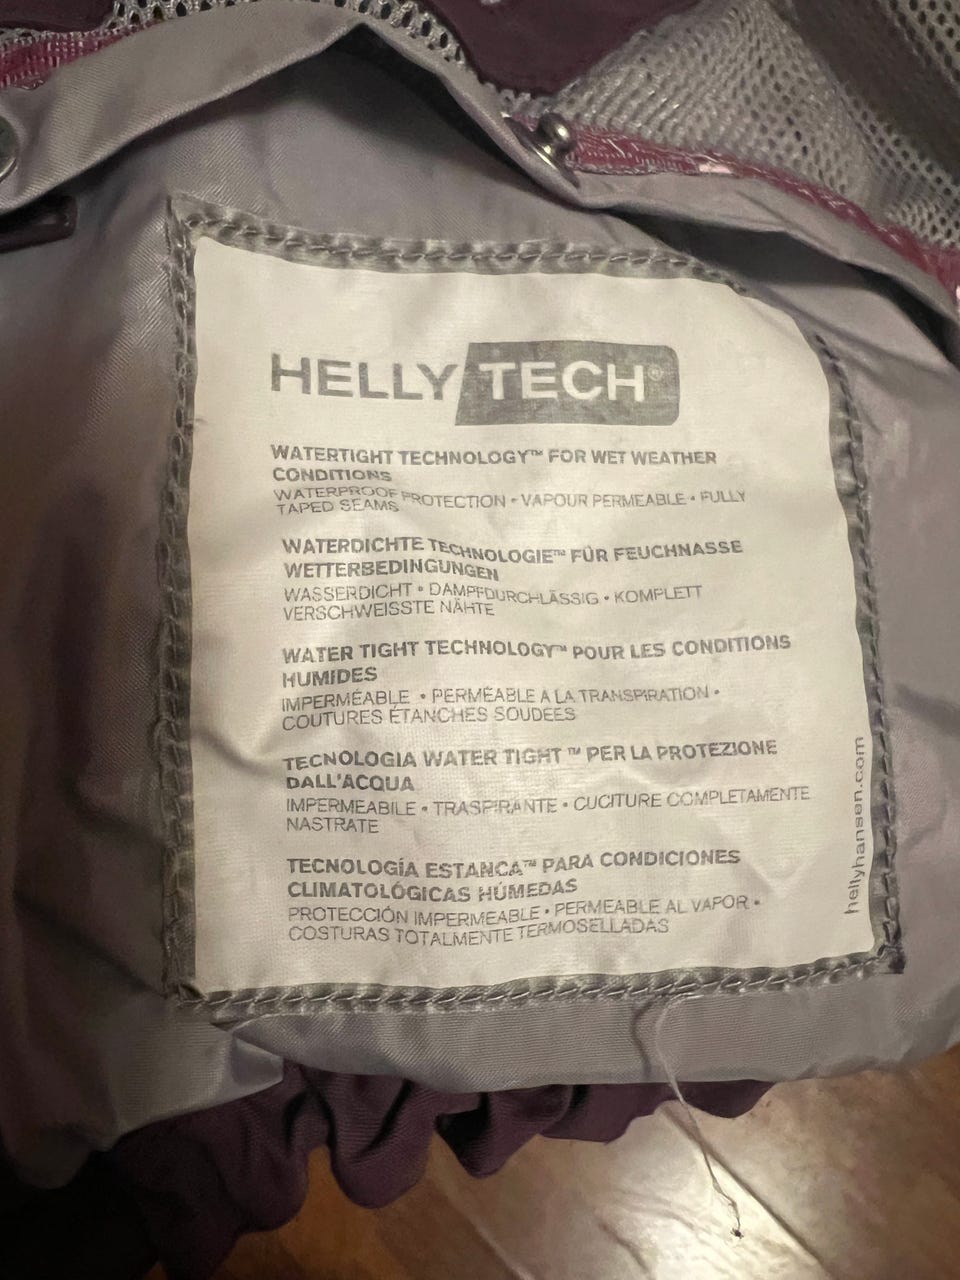 HELLY TECH®
WATERTIGHT TECHNOLOGY™ FOR WET WEATHER
CONDITIONS
WATERPROOF PROTECTION • VAPOUR PERMEABLE • FULLY
TAPED SEAMS
WATERDICHTE TECHNOLOGIE™ FÜR FEUCHNASSE
WETTERBEDINGUNGEN
WASSERDICHT • DAMPFDURCHLÄSSIG • KOMPLETT
VERSCHWEISSTE NÄHTE
WATER TIGHT TECHNOLOGY™ POUR LES CONDITIONS
HUMIDES
IMPERMÉABLE • PERMÉABLE A LA TRANSPIRATION •
COUTURES ÉTANCHES SOUDEES
TECNOLOGIA WATER TIGHT ™ PER LA PROTEZIONE
DALL'ACQUA
IMPERMEABILE • TRASPIRANTE • CUCITURE COMPLETAMENTE
NASTRATE
TECNOLOGÍA ESTANCA™ PARA CONDICIONES
CLIMATOLÓGICAS HÚMEDAS
PROTECCIÓN IMPERMEABLE • PERMEABLE AL VAPOR •
COSTURAS TOTALMENTE TERMOSELLADAS
hellyhansen.com